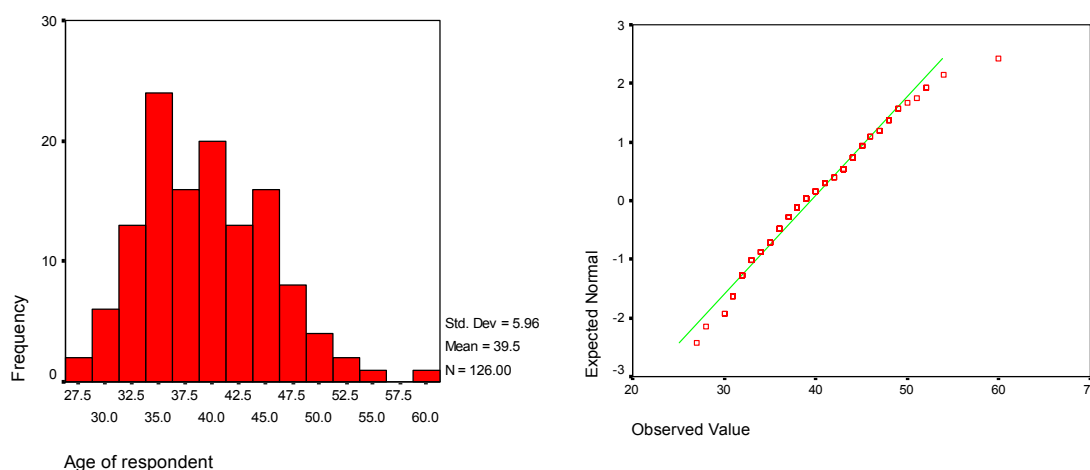 30
20
10
0
Frequency
27.5 32.5 37.5 42.5 47.5 52.5 57.5
30.0 35.0 40.0 45.0 50.0 55.0 60.0
Age of respondent
Std. Dev = 5.96
Mean = 39.5
N = 126.00
3
2
1
0
-1
-2
-3
Expected Normal
20 30 40 50 60 7
Observed Value